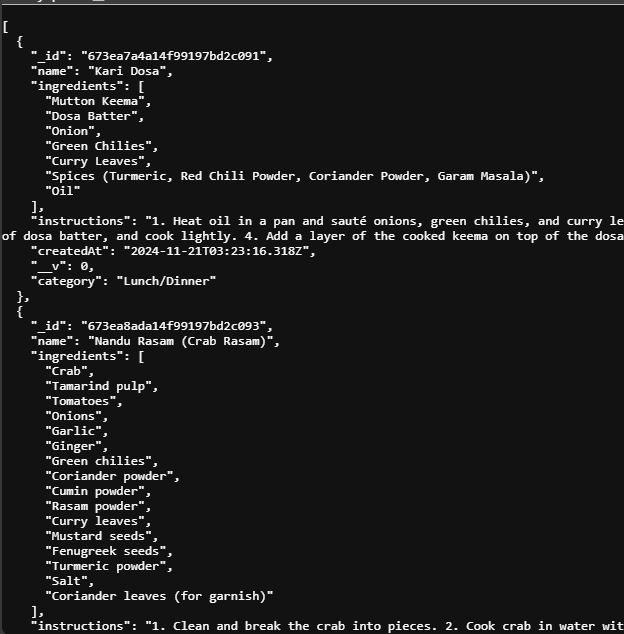 [
  {
    "_id": "673ea7a4a14f99197bd2c091",
    "name": "Kari Dosa",
    "ingredients": [
      "Mutton Keema",
      "Dosa Batter",
      "Onion",
      "Green Chilies",
      "Curry Leaves",
      "Spices (Turmeric, Red Chili Powder, Coriander Powder, Garam Masala)",
      "Oil"
    ],
    "instructions": "1. Heat oil in a pan and sauté onions, green chilies, and curry le
of dosa batter, and cook lightly. 4. Add a layer of the cooked keema on top of the dosa
    "createdAt": "2024-11-21T03:23:16.318Z",
    "__v": 0,
    "category": "Lunch/Dinner"
  },
  {
    "_id": "673ea8ada14f99197bd2c093",
    "name": "Nandu Rasam (Crab Rasam)",
    "ingredients": [
      "Crab",
      "Tamarind pulp",
      "Tomatoes",
      "Onions",
      "Garlic",
      "Ginger",
      "Green chilies",
      "Coriander powder",
      "Cumin powder",
      "Rasam powder",
      "Curry leaves",
      "Mustard seeds",
      "Fenugreek seeds",
      "Turmeric powder",
      "Salt",
      "Coriander leaves (for garnish)"
    ],
    "instructions": "1. Clean and break the crab into pieces. 2. Cook crab in water wit